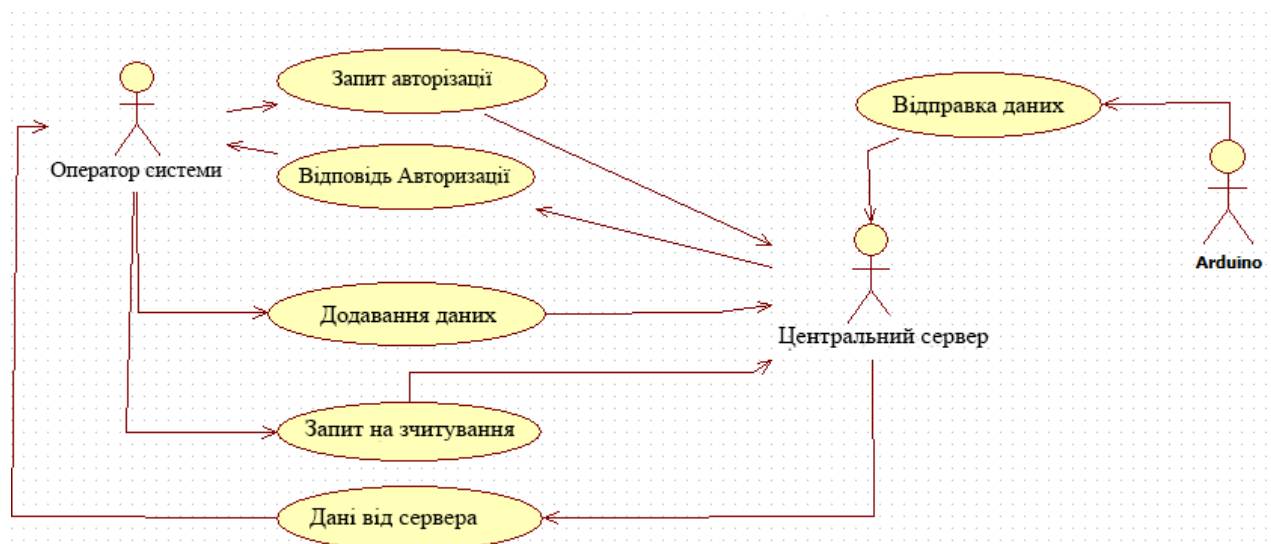 Запит авторізації
Відправка даних
Оператор системи
Відповідь Авторизації
Arduino
Додавання даних
Центральний сервер
Запит на зчитування
Дані від сервера